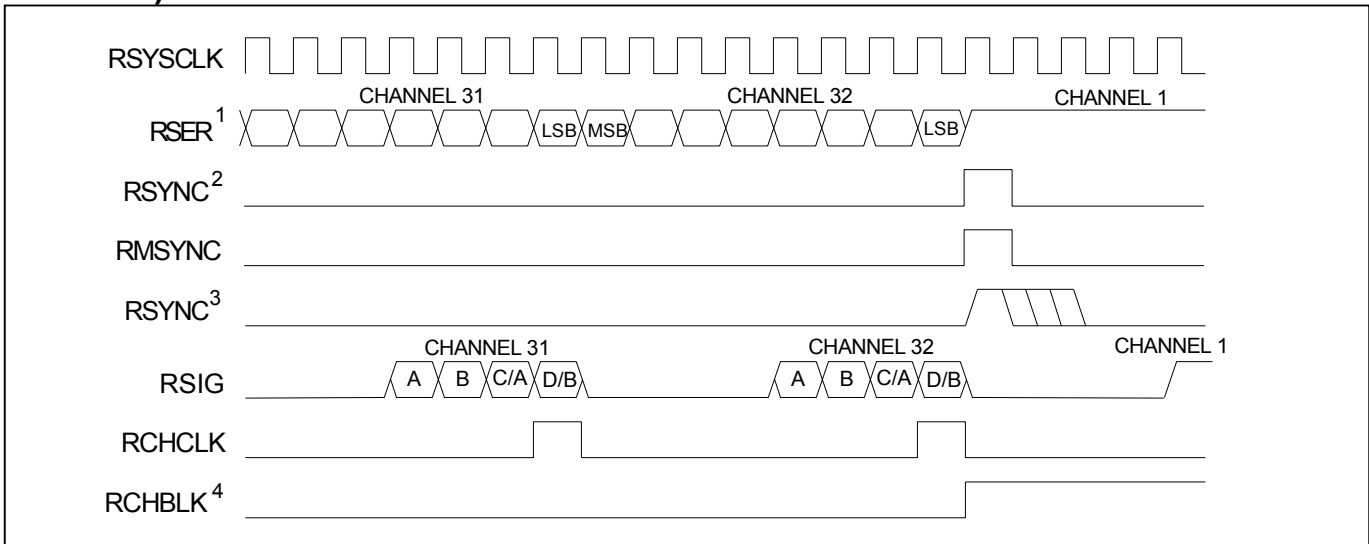 RSYSCLK
CHANNEL 31 CHANNEL 32 CHANNEL 1
RSER1 LSB MSB LSB
RSYNC2
RMSYNC
RSYNC3
CHANNEL 31 CHANNEL 32 CHANNEL 1
RSIG A B C/A D/B A B C/A D/B
RCHCLK
RCHBLK4